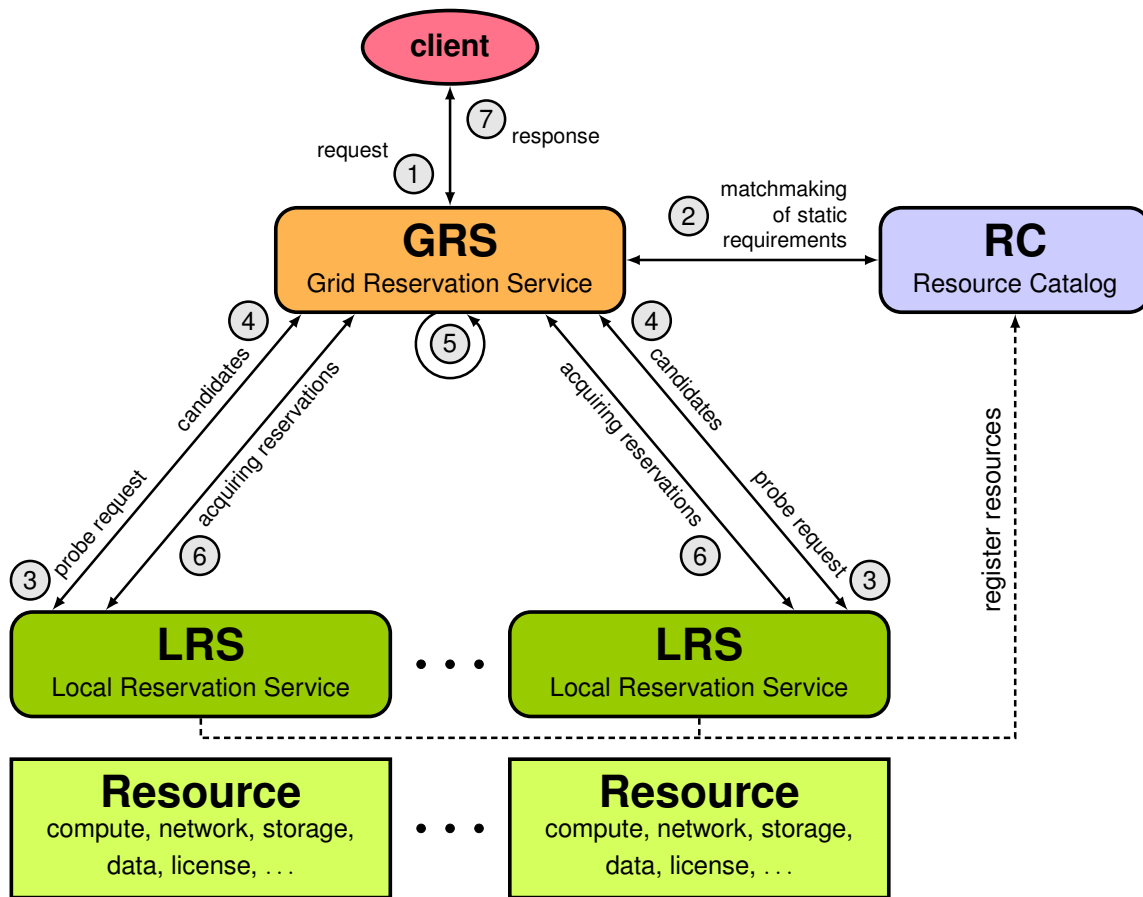 client
7
response
request
1
matchmaking
of static
requirements
2
GRS
Grid Reservation Service
RC
Resource Catalog
4
candidates
probe request
3
acquiring reservations
6
5
4
candidates
probe request
3
acquiring reservations
6
register resources
LRS
Local Reservation Service
. . .
LRS
Local Reservation Service
Resource
compute, network, storage,
data, license, . . .
. . .
Resource
compute, network, storage,
data, license, . . .